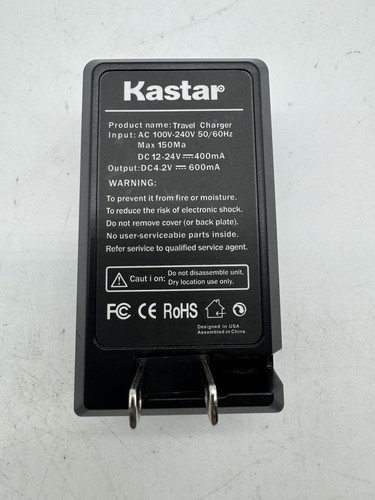 Kastar®
Product name: Travel Charger
Input: AC 100V-240V 50/60Hz
Max 150Ma
DC 12-24V⎓400mA
Output: DC4.2V⎓600mA
WARNING:
To prevent it from fire or moisture.
To reduce the risk of electronic shock.
Do not remove cover (or back plate).
No user-serviceable parts inside.
Refer servvice to qualified service agent.
Caut i on: Do not disassemble unit.
Dry location use only.
FC CE RoHS
Designed in USA
Assembled in China